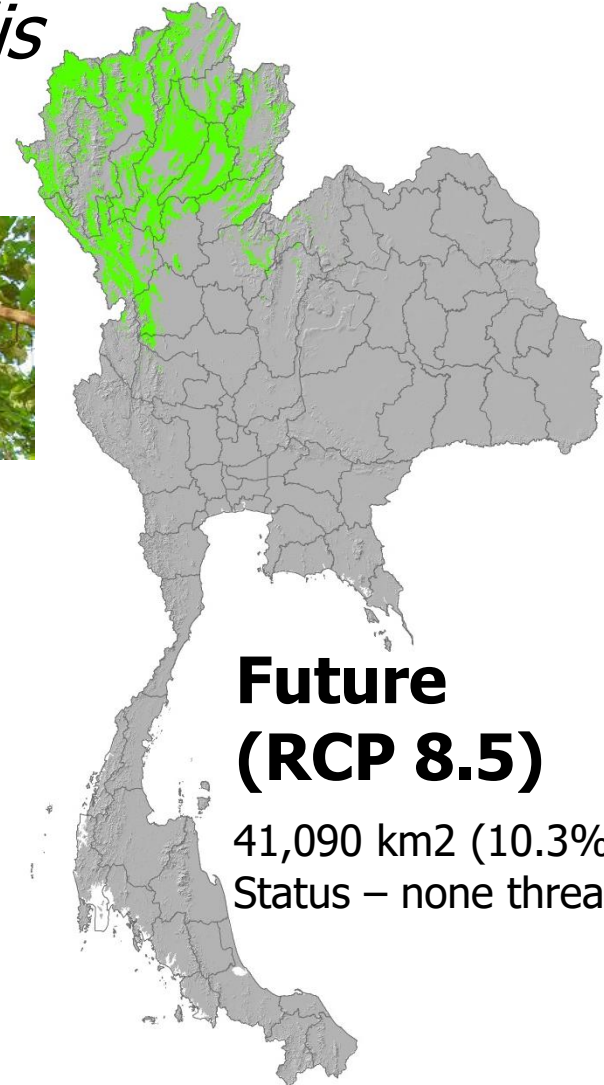 is
Future
(RCP 8.5)
41,090 km2 (10.3%
Status – none threa